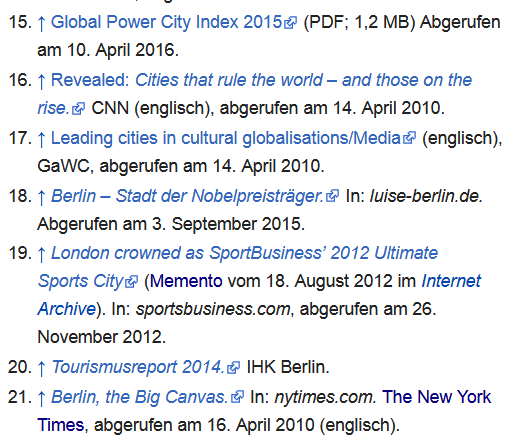 15. ↑ Global Power City Index 2015 (PDF; 1,2 MB) Abgerufen
am 10. April 2016.
16. ↑ Revealed: Cities that rule the world – and those on the
rise. CNN (englisch), abgerufen am 14. April 2010.
17. ↑ Leading cities in cultural globalisations/Media (englisch),
GaWC, abgerufen am 14. April 2010.
18. ↑ Berlin – Stadt der Nobelpreisträger. In: luise-berlin.de.
Abgerufen am 3. September 2015.
19. ↑ London crowned as SportBusiness’ 2012 Ultimate
Sports City (Memento vom 18. August 2012 im Internet
Archive). In: sportsbusiness.com, abgerufen am 26.
November 2012.
20. ↑ Tourismusreport 2014. IHK Berlin.
21. ↑ Berlin, the Big Canvas. In: nytimes.com. The New York
Times, abgerufen am 16. April 2010 (englisch).